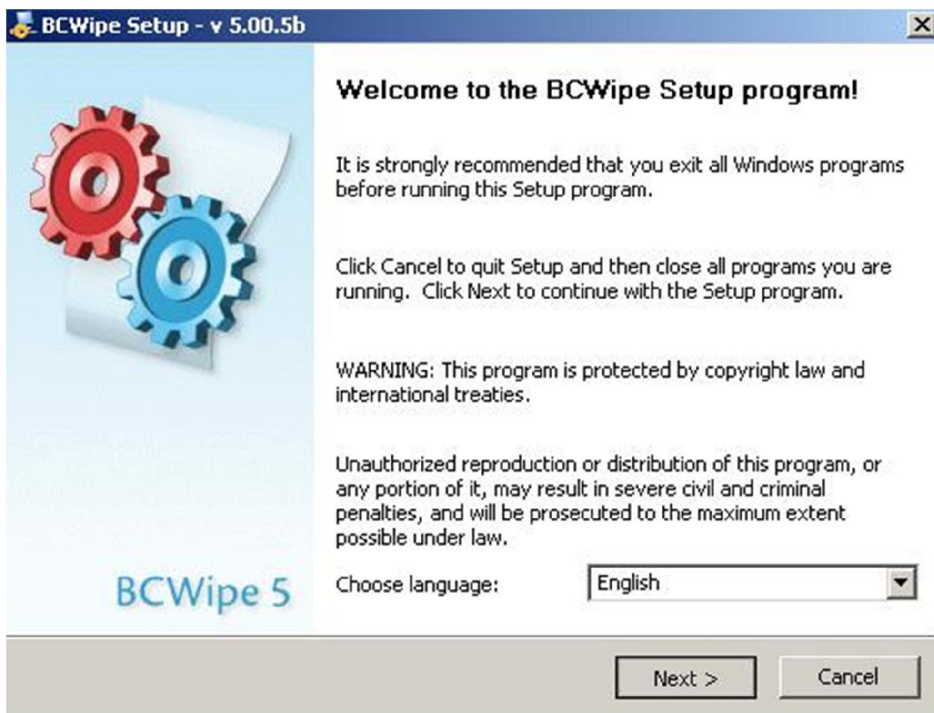 BCWipe Setup - v 5.00.5b
Welcome to the BCWipe Setup program!
It is strongly recommended that you exit all Windows programs
before running this Setup program.
Click Cancel to quit Setup and then close all programs you are
running. Click Next to continue with the Setup program.
WARNING: This program is protected by copyright law and
international treaties.
Unauthorized reproduction or distribution of this program, or
any portion of it, may result in severe civil and criminal
penalties, and will be prosecuted to the maximum extent
possible under law.
BCWipe 5
Choose language: English
Next > Cancel